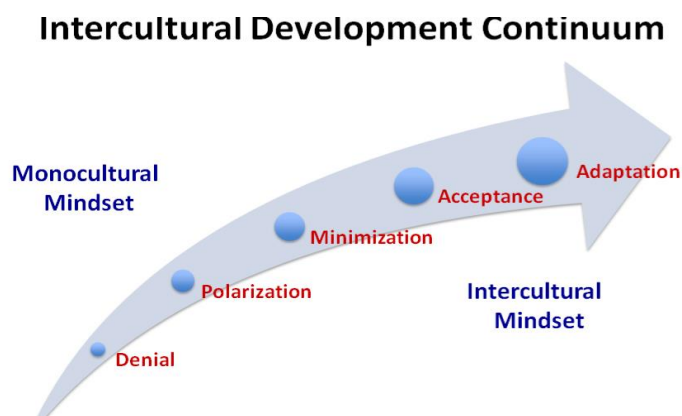 Intercultural Development Continuum
Monocultural
Mindset
Adaptation
Acceptance
Minimization
Polarization
Intercultural
Mindset
Denial